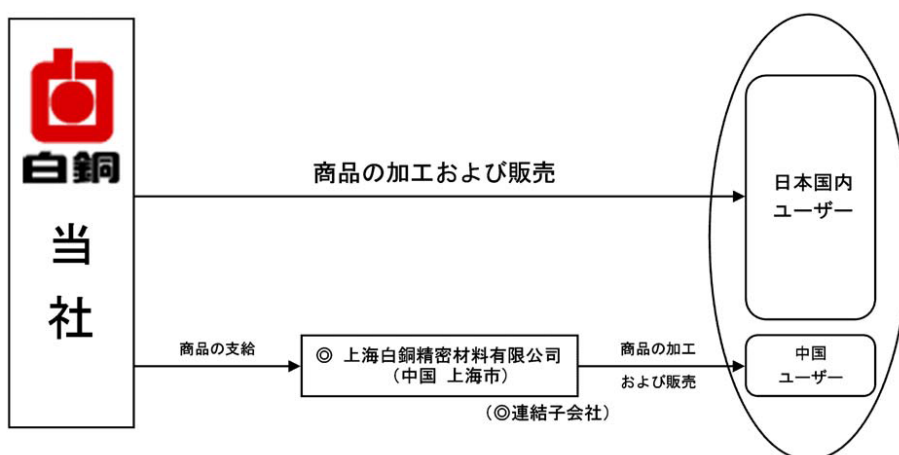 白銅
当
社
商品の加工および販売
日本国内
ユーザー
商品の支給
◎ 上海白銅精密材料有限公司
（中国 上海市）
（◎連結子会社）
商品の加工
および販売
中国
ユーザー